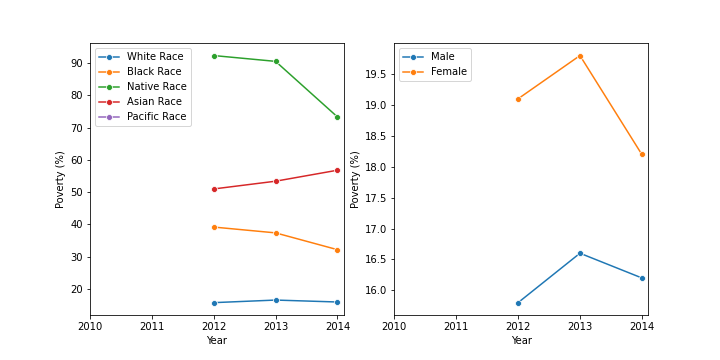 White Race
Black Race
Native Race
Asian Race
Pacific Race
90
80
70
60
50
40
30
20
Poverty (%)
2010 2011 2012 2013 2014
Year
Male
Female
19.5
19.0
18.5
18.0
17.5
17.0
16.5
16.0
Poverty (%)
2010 2011 2012 2013 2014
Year